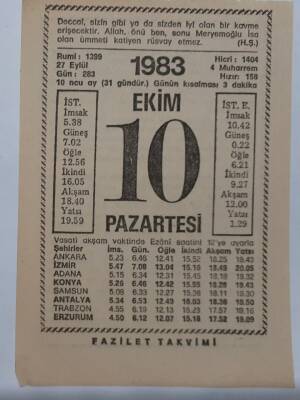 Deccal, sizin gibi ya da sizden iyi olan bir kavme
erişecektir. Allah, önü ben, sonu Meryemoğlu İsa
olan ümmeti katiyen rüsvay etmez. (H.Ş.)
Rumî : 1399
27 Eylül
Gün : 283
1983
Hicrî : 1404
4 Muharrem
Hızır: 158
10 ncu ay (31 gündür.) Günün kısalması: 3 dakika
EKİM
10
PAZARTESİ
İST.
İmsak
5.38
Güneş
7.02
Öğle
12.56
İkindi
16.05
Akşam
18.40
Yatsı
19.59
İST. E.
İmsak
10.42
Güneş
0.22
Öğle
6.21
İkindi
9.27
Akşam
12.00
Yatsı
1.29
Vasati akşam vaktinde Ezânî saatini 12'ye ayarla
Şehirler İms. Gün. Öğle İkindi Akşam Yatsı
ANKARA 5.23 6.46 12.41 15.52 18.25 19.43
İZMİR 5.47 7.08 13.04 16.16 18.49 20.05
ADANA 5.15 6.34 12.31 15.45 18.18 19.32
KONYA 5.26 6.46 12.42 15.55
SAMSUN 5.08 6.33 12.27 15.36 18.11 19.30
ANTALYA 5.34 6.53 12.49 16.03 18.36 19.50
TRABZON 4.55 6.19 12.13 15.23 17.57 19.16
ERZURUM 4.50 6.12 12.07 15.18 17.52 19.09
FAZİLET TAKVİMİ